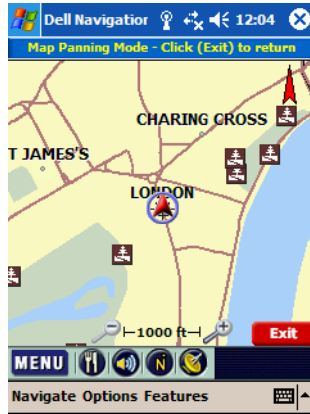 Dell Navigatior 12:04
Map Panning Mode - Click (Exit) to return
CHARING CROSS
T JAMES'S
LONDON
1000 ft
Exit
MENU N
Navigate Options Features